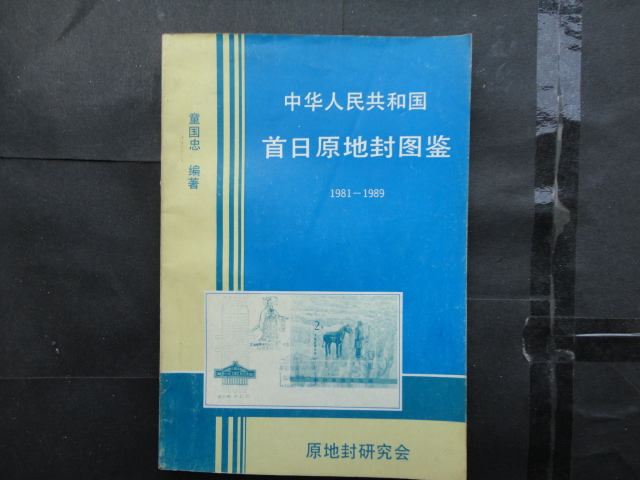 中华人民共和国
首日原地封图鉴
1981－1989
童国忠 编著
2
原地封研究会